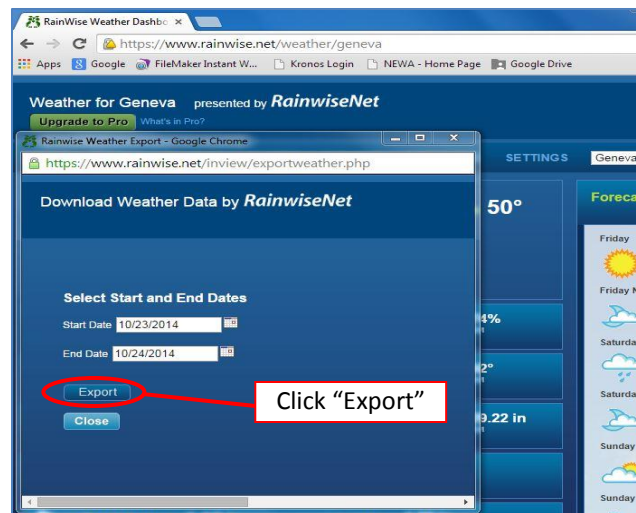 RainWise Weather Dashbo
https://www.rainwise.net/weather/geneva
Apps Google FileMaker Instant W... Kronos Login NEWA - Home Page Google Drive
Weather for Geneva presented by RainwiseNet
Upgrade to Pro What's in Pro?
Rainwise Weather Export - Google Chrome
https://www.rainwise.net/inview/exportweather.php
SETTINGS Geneva
Download Weather Data by RainwiseNet
50°
Foreca
Friday
Friday N
Select Start and End Dates
Start Date 10/23/2014
4%
Saturda
End Date 10/24/2014
2°
Export
Click “Export”
Saturda
Close
9.22 in
Sunday
Sunday